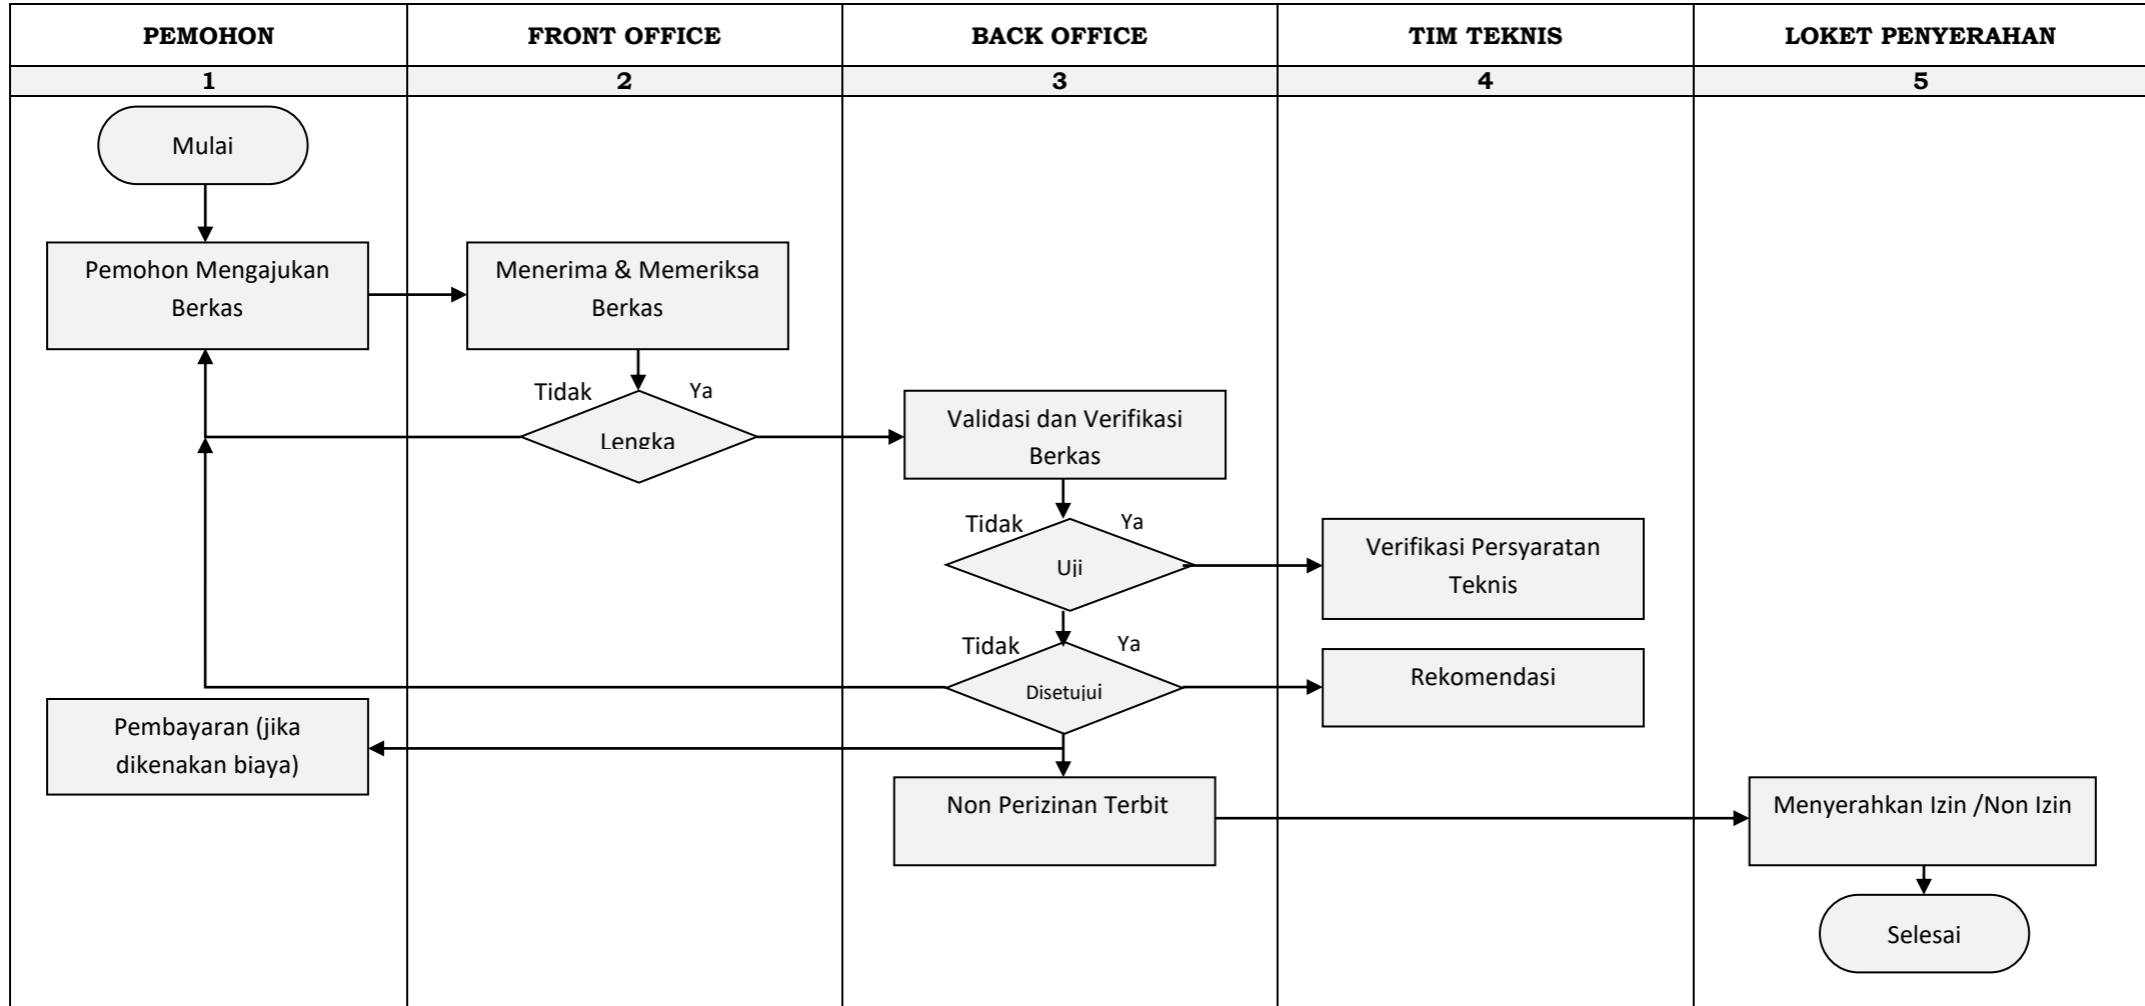 PEMOHON
FRONT OFFICE
BACK OFFICE
TIM TEKNIS
LOKET PENYERAHAN
1
2
3
4
5
Mulai
Pemohon Mengajukan
Berkas
Menerima & Memeriksa
Berkas
Tidak
Ya
Lengka
Validasi dan Verifikasi
Berkas
Tidak
Ya
Uji
Verifikasi Persyaratan
Teknis
Tidak
Ya
Disetujui
Rekomendasi
Pembayaran (jika
dikenakan biaya)
Non Perizinan Terbit
Menyerahkan Izin /Non Izin
Selesai